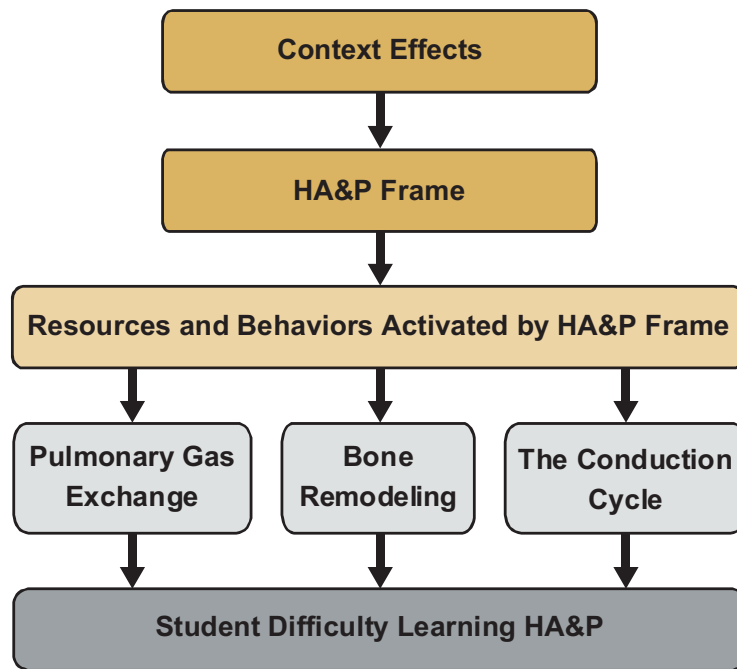 Context Effects
HA&P Frame
Resources and Behaviors Activated by HA&P Frame
Pulmonary Gas
Exchange
Bone
Remodeling
The Conduction
Cycle
Student Difficulty Learning HA&P